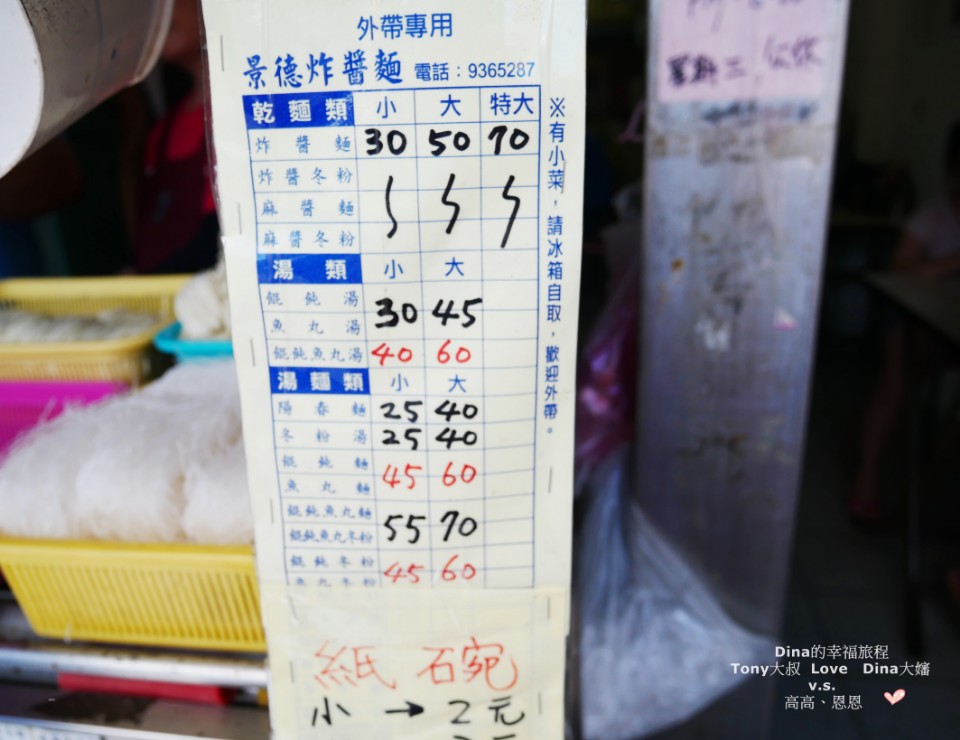 外帶專用
景德炸醬麵 電話：9365287
乾麵類 小 大 特大
炸醬麵 30 50 70
炸醬冬粉
麻醬麵
麻醬冬粉
湯類 小 大
餛飩湯
魚丸湯 30 45
餛飩魚丸湯 40 60
湯麵類 小 大
陽春麵 25 40
冬粉湯 25 40
餛飩麵
魚丸麵 45 60
餛飩魚丸麵
餛飩魚丸冬粉 55 70
餛飩冬粉
魚丸冬粉 45 60
※有小菜，請冰箱自取，歡迎外帶。
紙 碗
小 → 2元
公休
Dina的幸福旅程
Tony大叔 Love Dina大嬸
v.s.
高高、恩恩